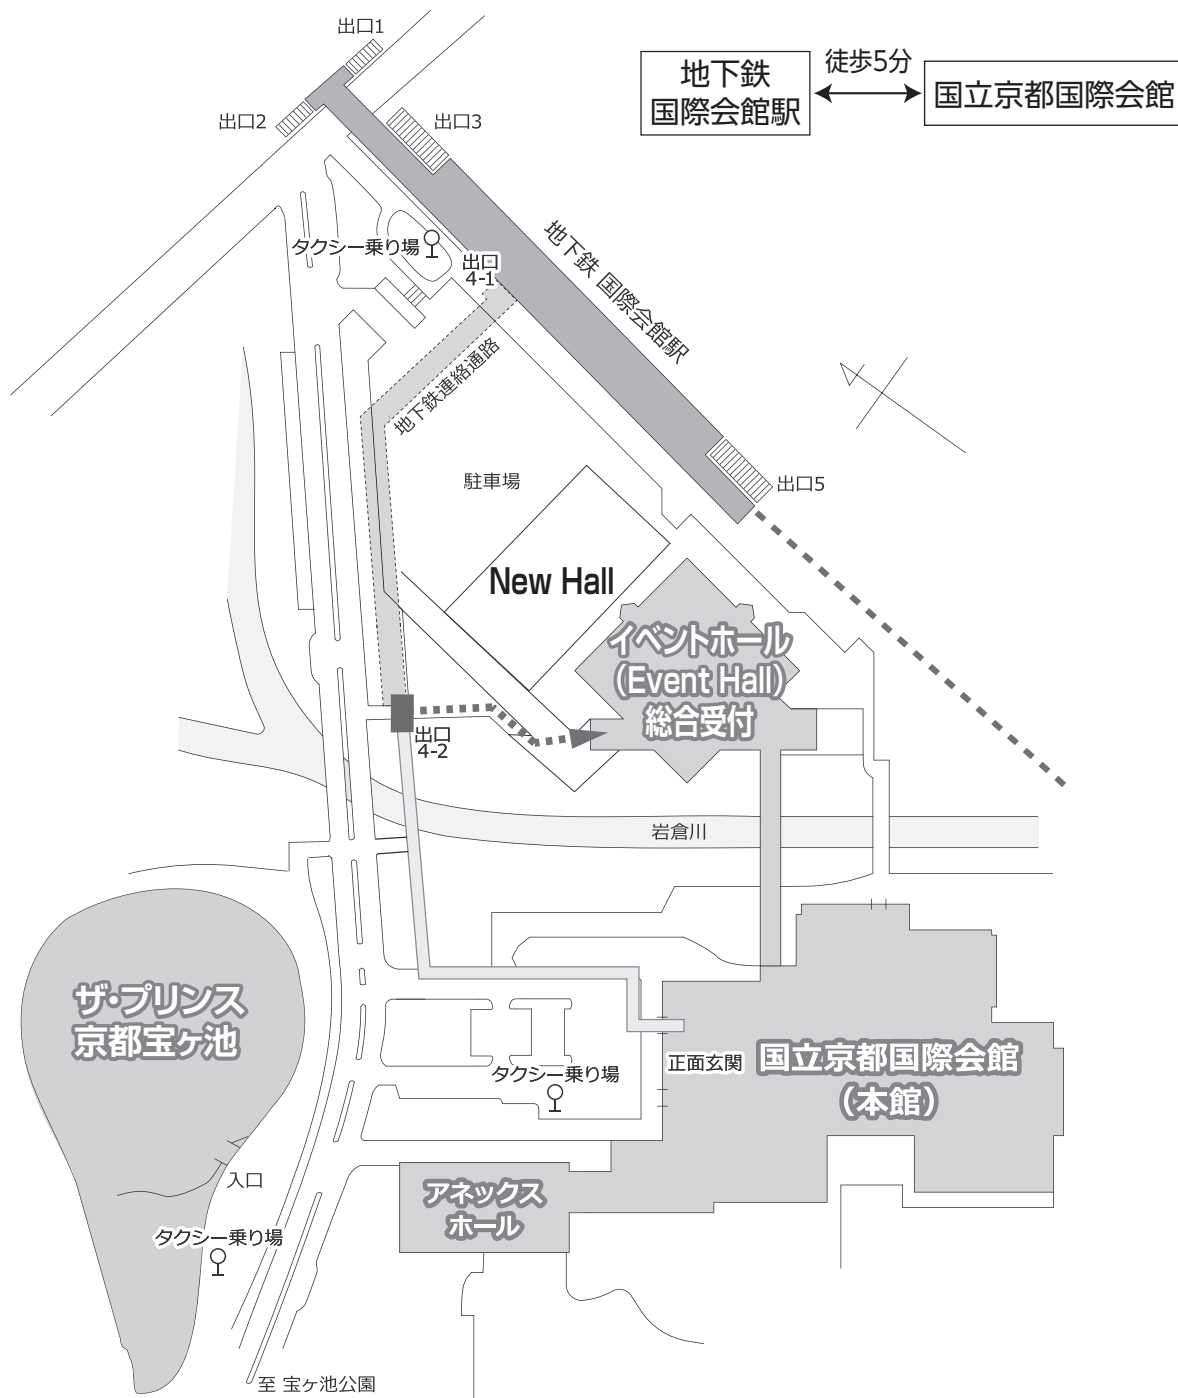 出口1
出口2
出口3
地下鉄
国際会館駅
徒歩5分
国立京都国際会館
タクシー乗り場
出口
4-1
地下鉄 国際会館駅
地下鉄連絡通路
駐車場
出口5
New Hall
イベントホール
(Event Hall)
総合受付
出口
4-2
岩倉川
ザ・プリンス
京都宝ヶ池
正面玄関
国立京都国際会館
(本館)
タクシー乗り場
入口
アネックス
ホール
タクシー乗り場
至 宝ヶ池公園